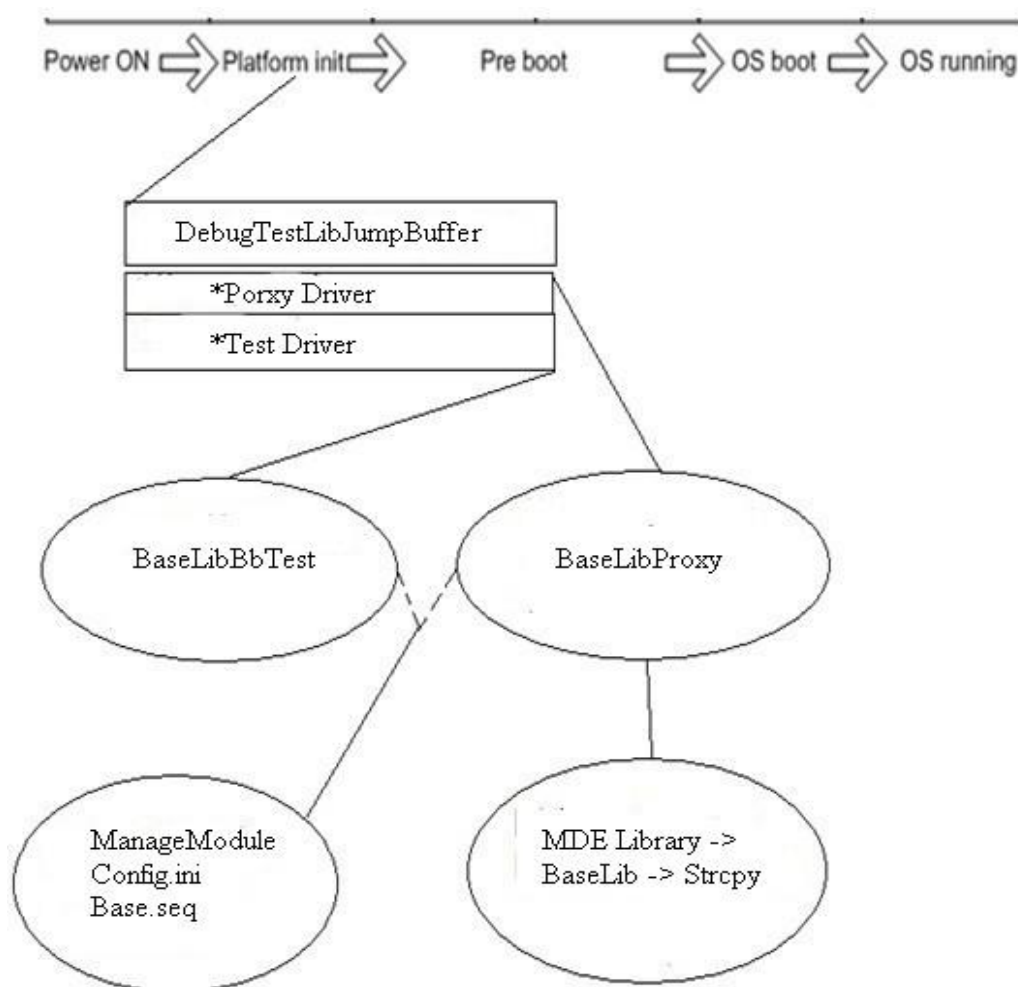 Power ON Platform init Pre boot OS boot OS running
DebugTestLibJumpBuffer
*Porxy Driver
*Test Driver
BaseLibBbTest
BaseLibProxy
ManageModule
Config.ini
Base.seq
MDE Library ->
BaseLib -> Strcpy